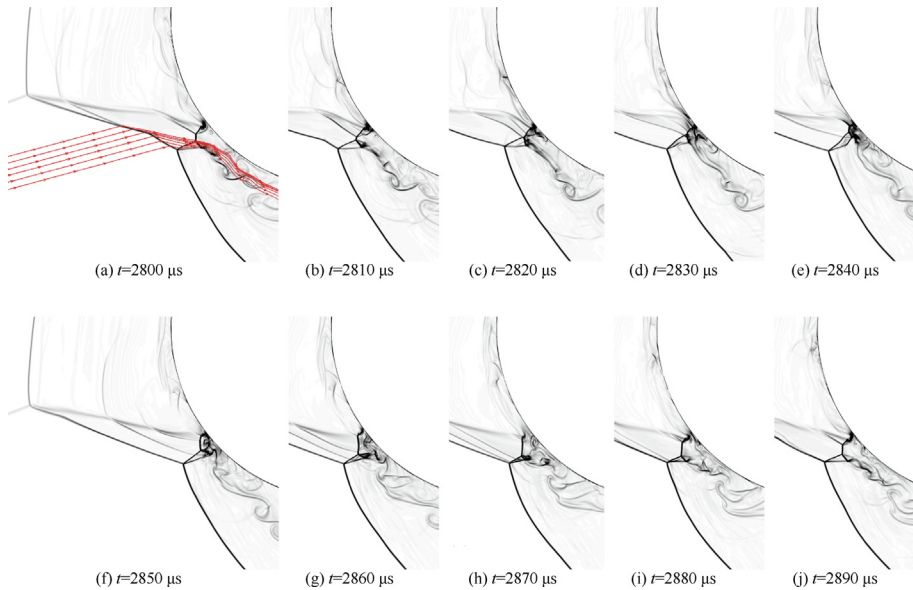 (a) t=2800 μs
(b) t=2810 μs
(c) t=2820 μs
(d) t=2830 μs
(e) t=2840 μs
(f) t=2850 μs
(g) t=2860 μs
(h) t=2870 μs
(i) t=2880 μs
(j) t=2890 μs